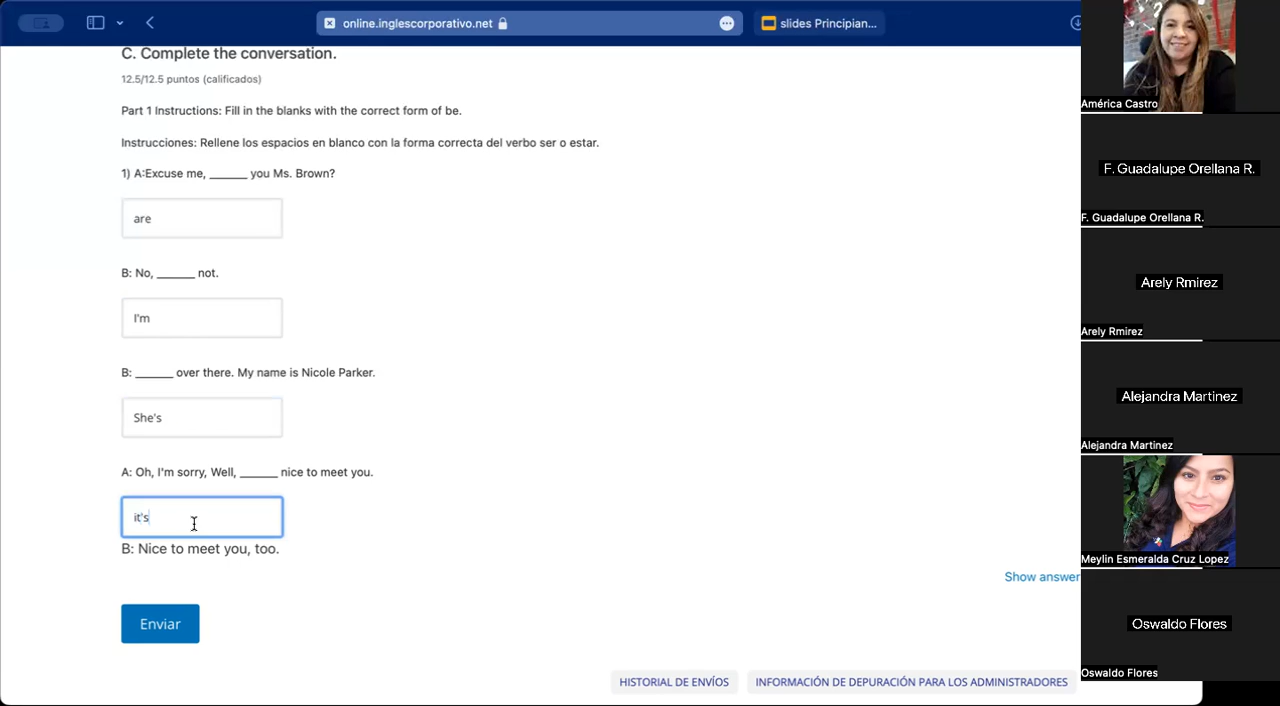 online.inglescorporativo.net
slides Principian...
C. Complete the conversation.
12.5/12.5 puntos (calificados)
Part 1 Instructions: Fill in the blanks with the correct form of be.
Instrucciones: Rellene los espacios en blanco con la forma correcta del verbo ser o estar.
1) A:Excuse me, ______ you Ms. Brown?
are
B: No, ______ not.
I'm
B: ______ over there. My name is Nicole Parker.
She's
A: Oh, I'm sorry, Well, ______ nice to meet you.
it's
B: Nice to meet you, too.
Show answer
Enviar
HISTORIAL DE ENVÍOS
INFORMACIÓN DE DEPURACIÓN PARA LOS ADMINISTRADORES
América Castro
F. Guadalupe Orellana R.
F. Guadalupe Orellana R.
Arely Rmirez
Arely Rmirez
Alejandra Martinez
Alejandra Martinez
Meylin Esmeralda Cruz Lopez
Oswaldo Flores
Oswaldo Flores